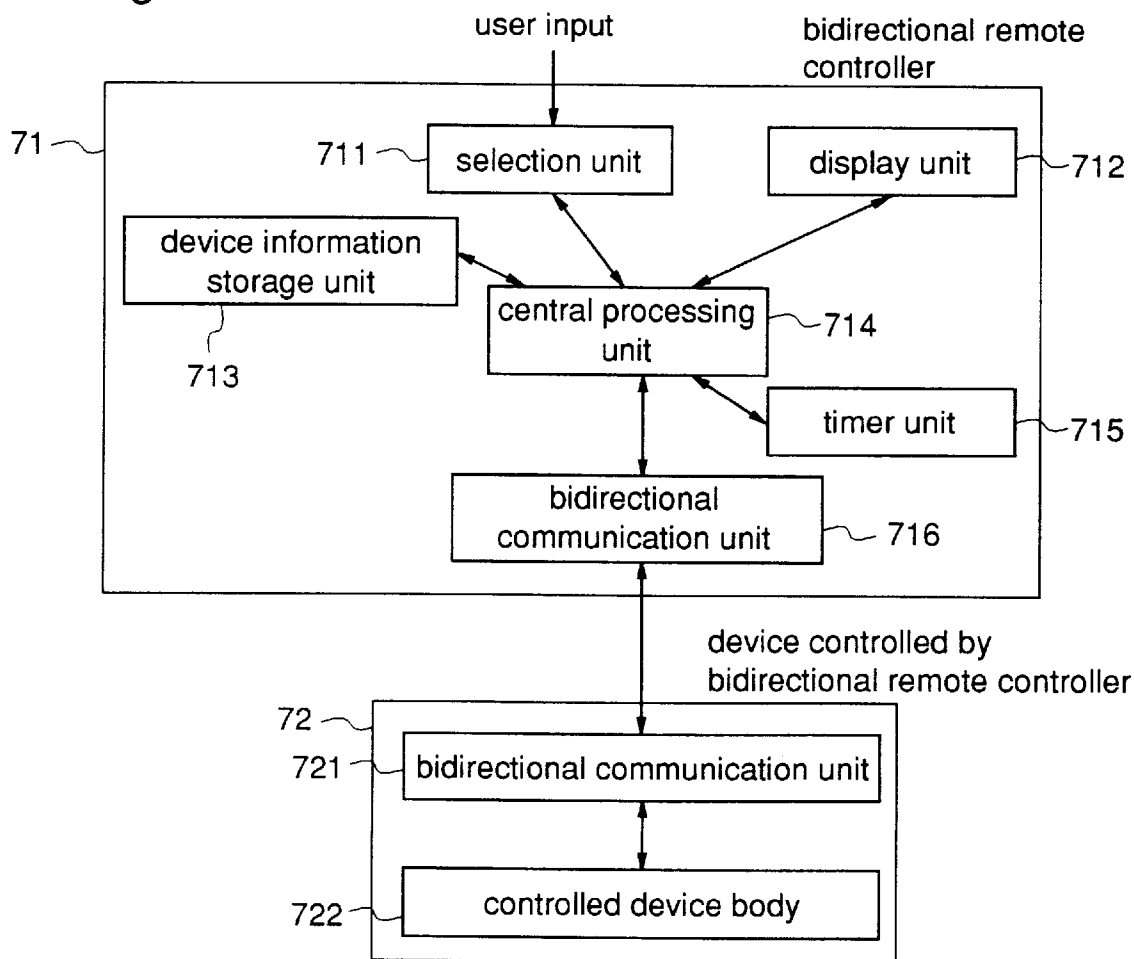 user input
bidirectional remote
controller
71
711
selection unit
display unit
712
device information
storage unit
713
central processing
unit
714
timer unit
715
bidirectional
communication unit
716
device controlled by
bidirectional remote controller
72
721
bidirectional communication unit
722
controlled device body